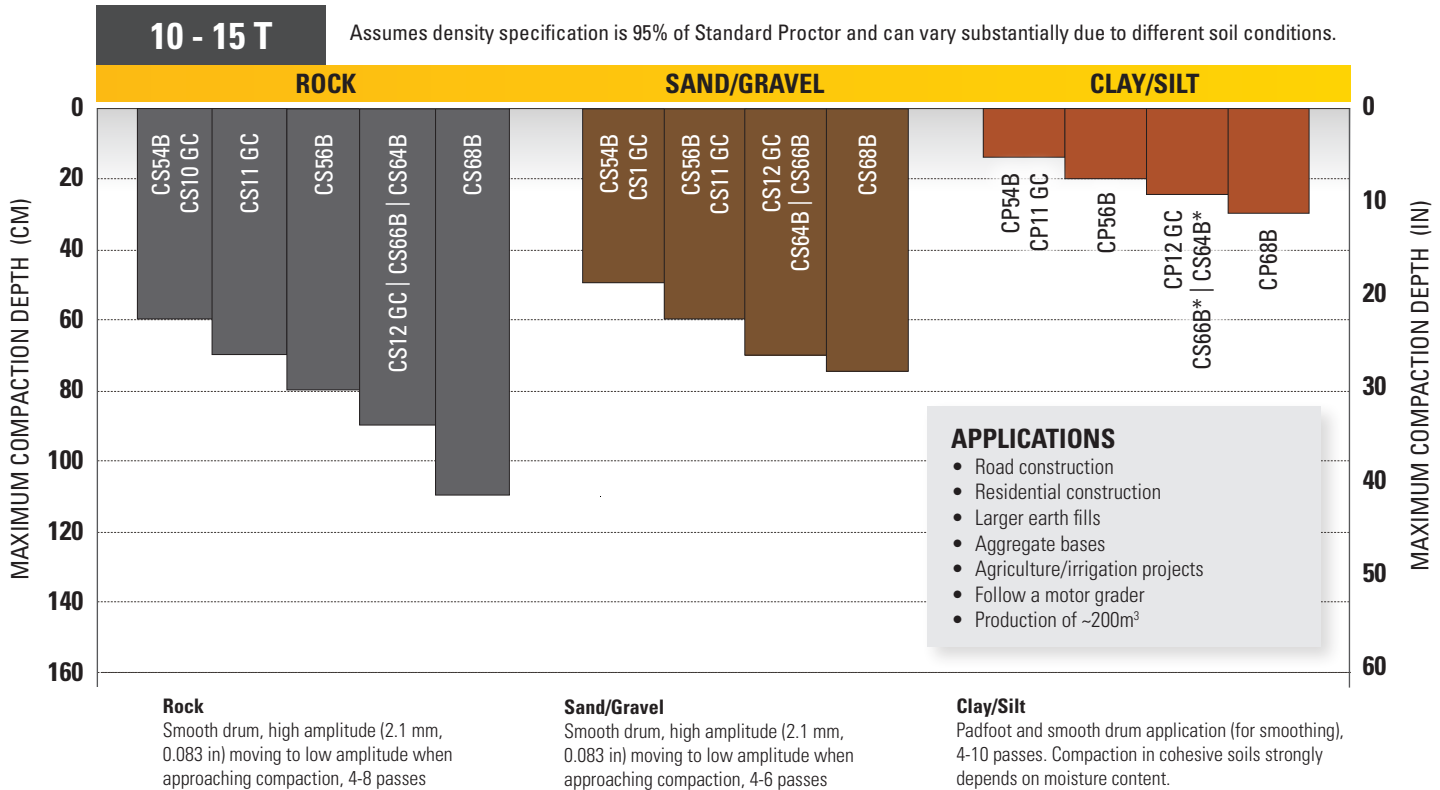 10 - 15 T
Assumes density specification is 95% of Standard Proctor and can vary substantially due to different soil conditions.
ROCK
SAND/GRAVEL
CLAY/SILT
MAXIMUM COMPACTION DEPTH (CM)
0
20
40
60
80
100
120
140
160
CS54B
CS10 GC
CS11 GC
CS56B
CS12 GC | CS66B | CS64B
CS68B
CS54B
CS1 GC
CS56B
CS11 GC
CS12 GC
CS64B | CS66B
CS68B
CP54B
CP11 GC
CP56B
CP12 GC
CS66B* | CS64B*
CP68B
0
10
20
30
40
50
60
MAXIMUM COMPACTION DEPTH (IN)
APPLICATIONS
• Road construction
• Residential construction
• Larger earth fills
• Aggregate bases
• Agriculture/irrigation projects
• Follow a motor grader
• Production of ~200m³
Rock
Smooth drum, high amplitude (2.1 mm,
0.083 in) moving to low amplitude when
approaching compaction, 4-8 passes
Sand/Gravel
Smooth drum, high amplitude (2.1 mm,
0.083 in) moving to low amplitude when
approaching compaction, 4-6 passes
Clay/Silt
Padfoot and smooth drum application (for smoothing),
4-10 passes. Compaction in cohesive soils strongly
depends on moisture content.